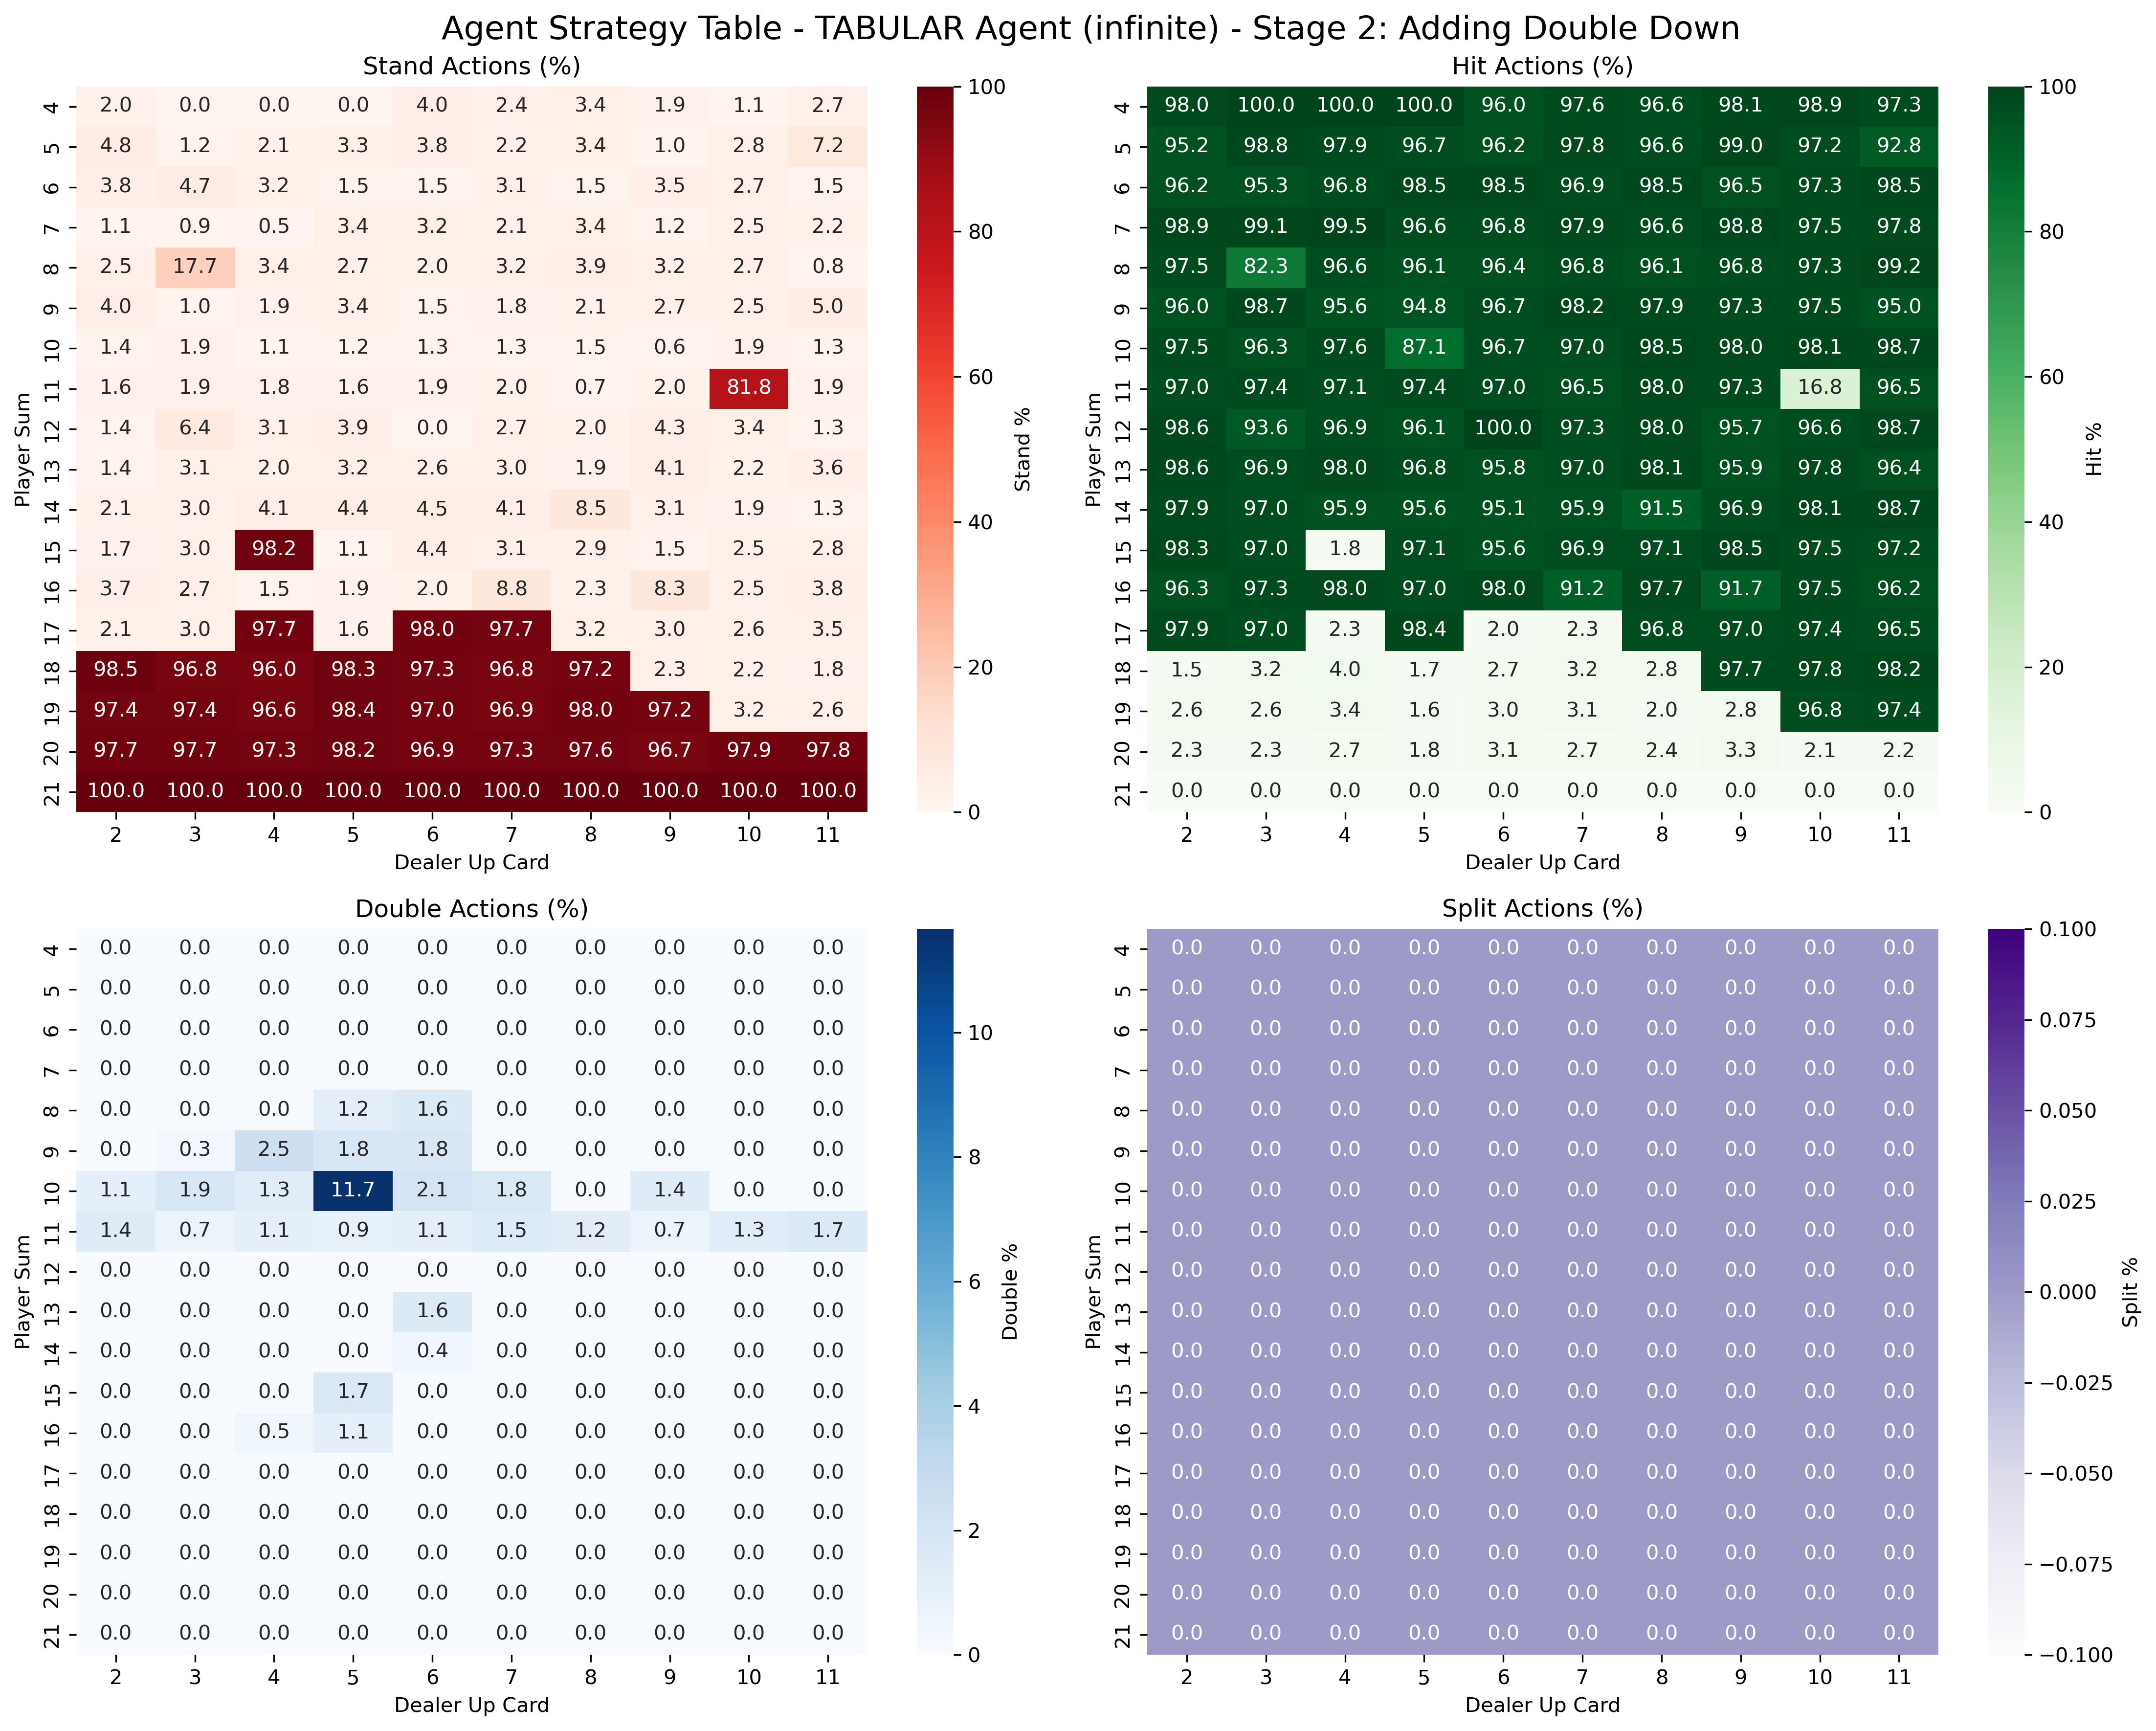 Agent Strategy Table - TABULAR Agent (infinite) - Stage 2: Adding Double Down
Stand Actions (%)
4 2.0 0.0 0.0 0.0 4.0 2.4 3.4 1.9 1.1 2.7
5 4.8 1.2 2.1 3.3 3.8 2.2 3.4 1.0 2.8 7.2
6 3.8 4.7 3.2 1.5 1.5 3.1 1.5 3.5 2.7 1.5
7 1.1 0.9 0.5 3.4 3.2 2.1 3.4 1.2 2.5 2.2
8 2.5 17.7 3.4 2.7 2.0 3.2 3.9 3.2 2.7 0.8
9 4.0 1.0 1.9 3.4 1.5 1.8 2.1 2.7 2.5 5.0
10 1.4 1.9 1.1 1.2 1.3 1.3 1.5 0.6 1.9 1.3
11 1.6 1.9 1.8 1.6 1.9 2.0 0.7 2.0 81.8 1.9
12 1.4 6.4 3.1 3.9 0.0 2.7 2.0 4.3 3.4 1.3
13 1.4 3.1 2.0 3.2 2.6 3.0 1.9 4.1 2.2 3.6
14 2.1 3.0 4.1 4.4 4.5 4.1 8.5 3.1 1.9 1.3
15 1.7 3.0 98.2 1.1 4.4 3.1 2.9 1.5 2.5 2.8
16 3.7 2.7 1.5 1.9 2.0 8.8 2.3 8.3 2.5 3.8
17 2.1 3.0 97.7 1.6 98.0 97.7 3.2 3.0 2.6 3.5
18 98.5 96.8 96.0 98.3 97.3 96.8 97.2 2.3 2.2 1.8
19 97.4 97.4 96.6 98.4 97.0 96.9 98.0 97.2 3.2 2.6
20 97.7 97.7 97.3 98.2 96.9 97.3 97.6 96.7 97.9 97.8
21 100.0 100.0 100.0 100.0 100.0 100.0 100.0 100.0 100.0 100.0
2 3 4 5 6 7 8 9 10 11
Dealer Up Card
Player Sum
100
80
60
40
20
0
Stand %
Hit Actions (%)
4 98.0 100.0 100.0 100.0 96.0 97.6 96.6 98.1 98.9 97.3
5 95.2 98.8 97.9 96.7 96.2 97.8 96.6 99.0 97.2 92.8
6 96.2 95.3 96.8 98.5 98.5 96.9 98.5 96.5 97.3 98.5
7 98.9 99.1 99.5 96.6 96.8 97.9 96.6 98.8 97.5 97.8
8 97.5 82.3 96.6 96.1 96.4 96.8 96.1 96.8 97.3 99.2
9 96.0 98.7 95.6 94.8 96.7 98.2 97.9 97.3 97.5 95.0
10 97.5 96.3 97.6 87.1 96.7 97.0 98.5 98.0 98.1 98.7
11 97.0 97.4 97.1 97.4 97.0 96.5 98.0 97.3 16.8 96.5
12 98.6 93.6 96.9 96.1 100.0 97.3 98.0 95.7 96.6 98.7
13 98.6 96.9 98.0 96.8 95.8 97.0 98.1 95.9 97.8 96.4
14 97.9 97.0 95.9 95.6 95.1 95.9 91.5 96.9 98.1 98.7
15 98.3 97.0 1.8 97.1 95.6 96.9 97.1 98.5 97.5 97.2
16 96.3 97.3 98.0 97.0 98.0 91.2 97.7 91.7 97.5 96.2
17 97.9 97.0 2.3 98.4 2.0 2.3 96.8 97.0 97.4 96.5
18 1.5 3.2 4.0 1.7 2.7 3.2 2.8 97.7 97.8 98.2
19 2.6 2.6 3.4 1.6 3.0 3.1 2.0 2.8 96.8 97.4
20 2.3 2.3 2.7 1.8 3.1 2.7 2.4 3.3 2.1 2.2
21 0.0 0.0 0.0 0.0 0.0 0.0 0.0 0.0 0.0 0.0
2 3 4 5 6 7 8 9 10 11
Dealer Up Card
Player Sum
100
80
60
40
20
0
Hit %
Double Actions (%)
4 0.0 0.0 0.0 0.0 0.0 0.0 0.0 0.0 0.0 0.0
5 0.0 0.0 0.0 0.0 0.0 0.0 0.0 0.0 0.0 0.0
6 0.0 0.0 0.0 0.0 0.0 0.0 0.0 0.0 0.0 0.0
7 0.0 0.0 0.0 0.0 0.0 0.0 0.0 0.0 0.0 0.0
8 0.0 0.0 0.0 1.2 1.6 0.0 0.0 0.0 0.0 0.0
9 0.0 0.3 2.5 1.8 1.8 0.0 0.0 0.0 0.0 0.0
10 1.1 1.9 1.3 11.7 2.1 1.8 0.0 1.4 0.0 0.0
11 1.4 0.7 1.1 0.9 1.1 1.5 1.2 0.7 1.3 1.7
12 0.0 0.0 0.0 0.0 0.0 0.0 0.0 0.0 0.0 0.0
13 0.0 0.0 0.0 0.0 1.6 0.0 0.0 0.0 0.0 0.0
14 0.0 0.0 0.0 0.0 0.4 0.0 0.0 0.0 0.0 0.0
15 0.0 0.0 0.0 1.7 0.0 0.0 0.0 0.0 0.0 0.0
16 0.0 0.0 0.5 1.1 0.0 0.0 0.0 0.0 0.0 0.0
17 0.0 0.0 0.0 0.0 0.0 0.0 0.0 0.0 0.0 0.0
18 0.0 0.0 0.0 0.0 0.0 0.0 0.0 0.0 0.0 0.0
19 0.0 0.0 0.0 0.0 0.0 0.0 0.0 0.0 0.0 0.0
20 0.0 0.0 0.0 0.0 0.0 0.0 0.0 0.0 0.0 0.0
21 0.0 0.0 0.0 0.0 0.0 0.0 0.0 0.0 0.0 0.0
2 3 4 5 6 7 8 9 10 11
Dealer Up Card
Player Sum
10
8
6
4
2
0
Double %
Split Actions (%)
4 0.0 0.0 0.0 0.0 0.0 0.0 0.0 0.0 0.0 0.0
5 0.0 0.0 0.0 0.0 0.0 0.0 0.0 0.0 0.0 0.0
6 0.0 0.0 0.0 0.0 0.0 0.0 0.0 0.0 0.0 0.0
7 0.0 0.0 0.0 0.0 0.0 0.0 0.0 0.0 0.0 0.0
8 0.0 0.0 0.0 0.0 0.0 0.0 0.0 0.0 0.0 0.0
9 0.0 0.0 0.0 0.0 0.0 0.0 0.0 0.0 0.0 0.0
10 0.0 0.0 0.0 0.0 0.0 0.0 0.0 0.0 0.0 0.0
11 0.0 0.0 0.0 0.0 0.0 0.0 0.0 0.0 0.0 0.0
12 0.0 0.0 0.0 0.0 0.0 0.0 0.0 0.0 0.0 0.0
13 0.0 0.0 0.0 0.0 0.0 0.0 0.0 0.0 0.0 0.0
14 0.0 0.0 0.0 0.0 0.0 0.0 0.0 0.0 0.0 0.0
15 0.0 0.0 0.0 0.0 0.0 0.0 0.0 0.0 0.0 0.0
16 0.0 0.0 0.0 0.0 0.0 0.0 0.0 0.0 0.0 0.0
17 0.0 0.0 0.0 0.0 0.0 0.0 0.0 0.0 0.0 0.0
18 0.0 0.0 0.0 0.0 0.0 0.0 0.0 0.0 0.0 0.0
19 0.0 0.0 0.0 0.0 0.0 0.0 0.0 0.0 0.0 0.0
20 0.0 0.0 0.0 0.0 0.0 0.0 0.0 0.0 0.0 0.0
21 0.0 0.0 0.0 0.0 0.0 0.0 0.0 0.0 0.0 0.0
2 3 4 5 6 7 8 9 10 11
Dealer Up Card
Player Sum
0.100
0.075
0.050
0.025
0.000
−0.025
−0.050
−0.075
−0.100
Split %